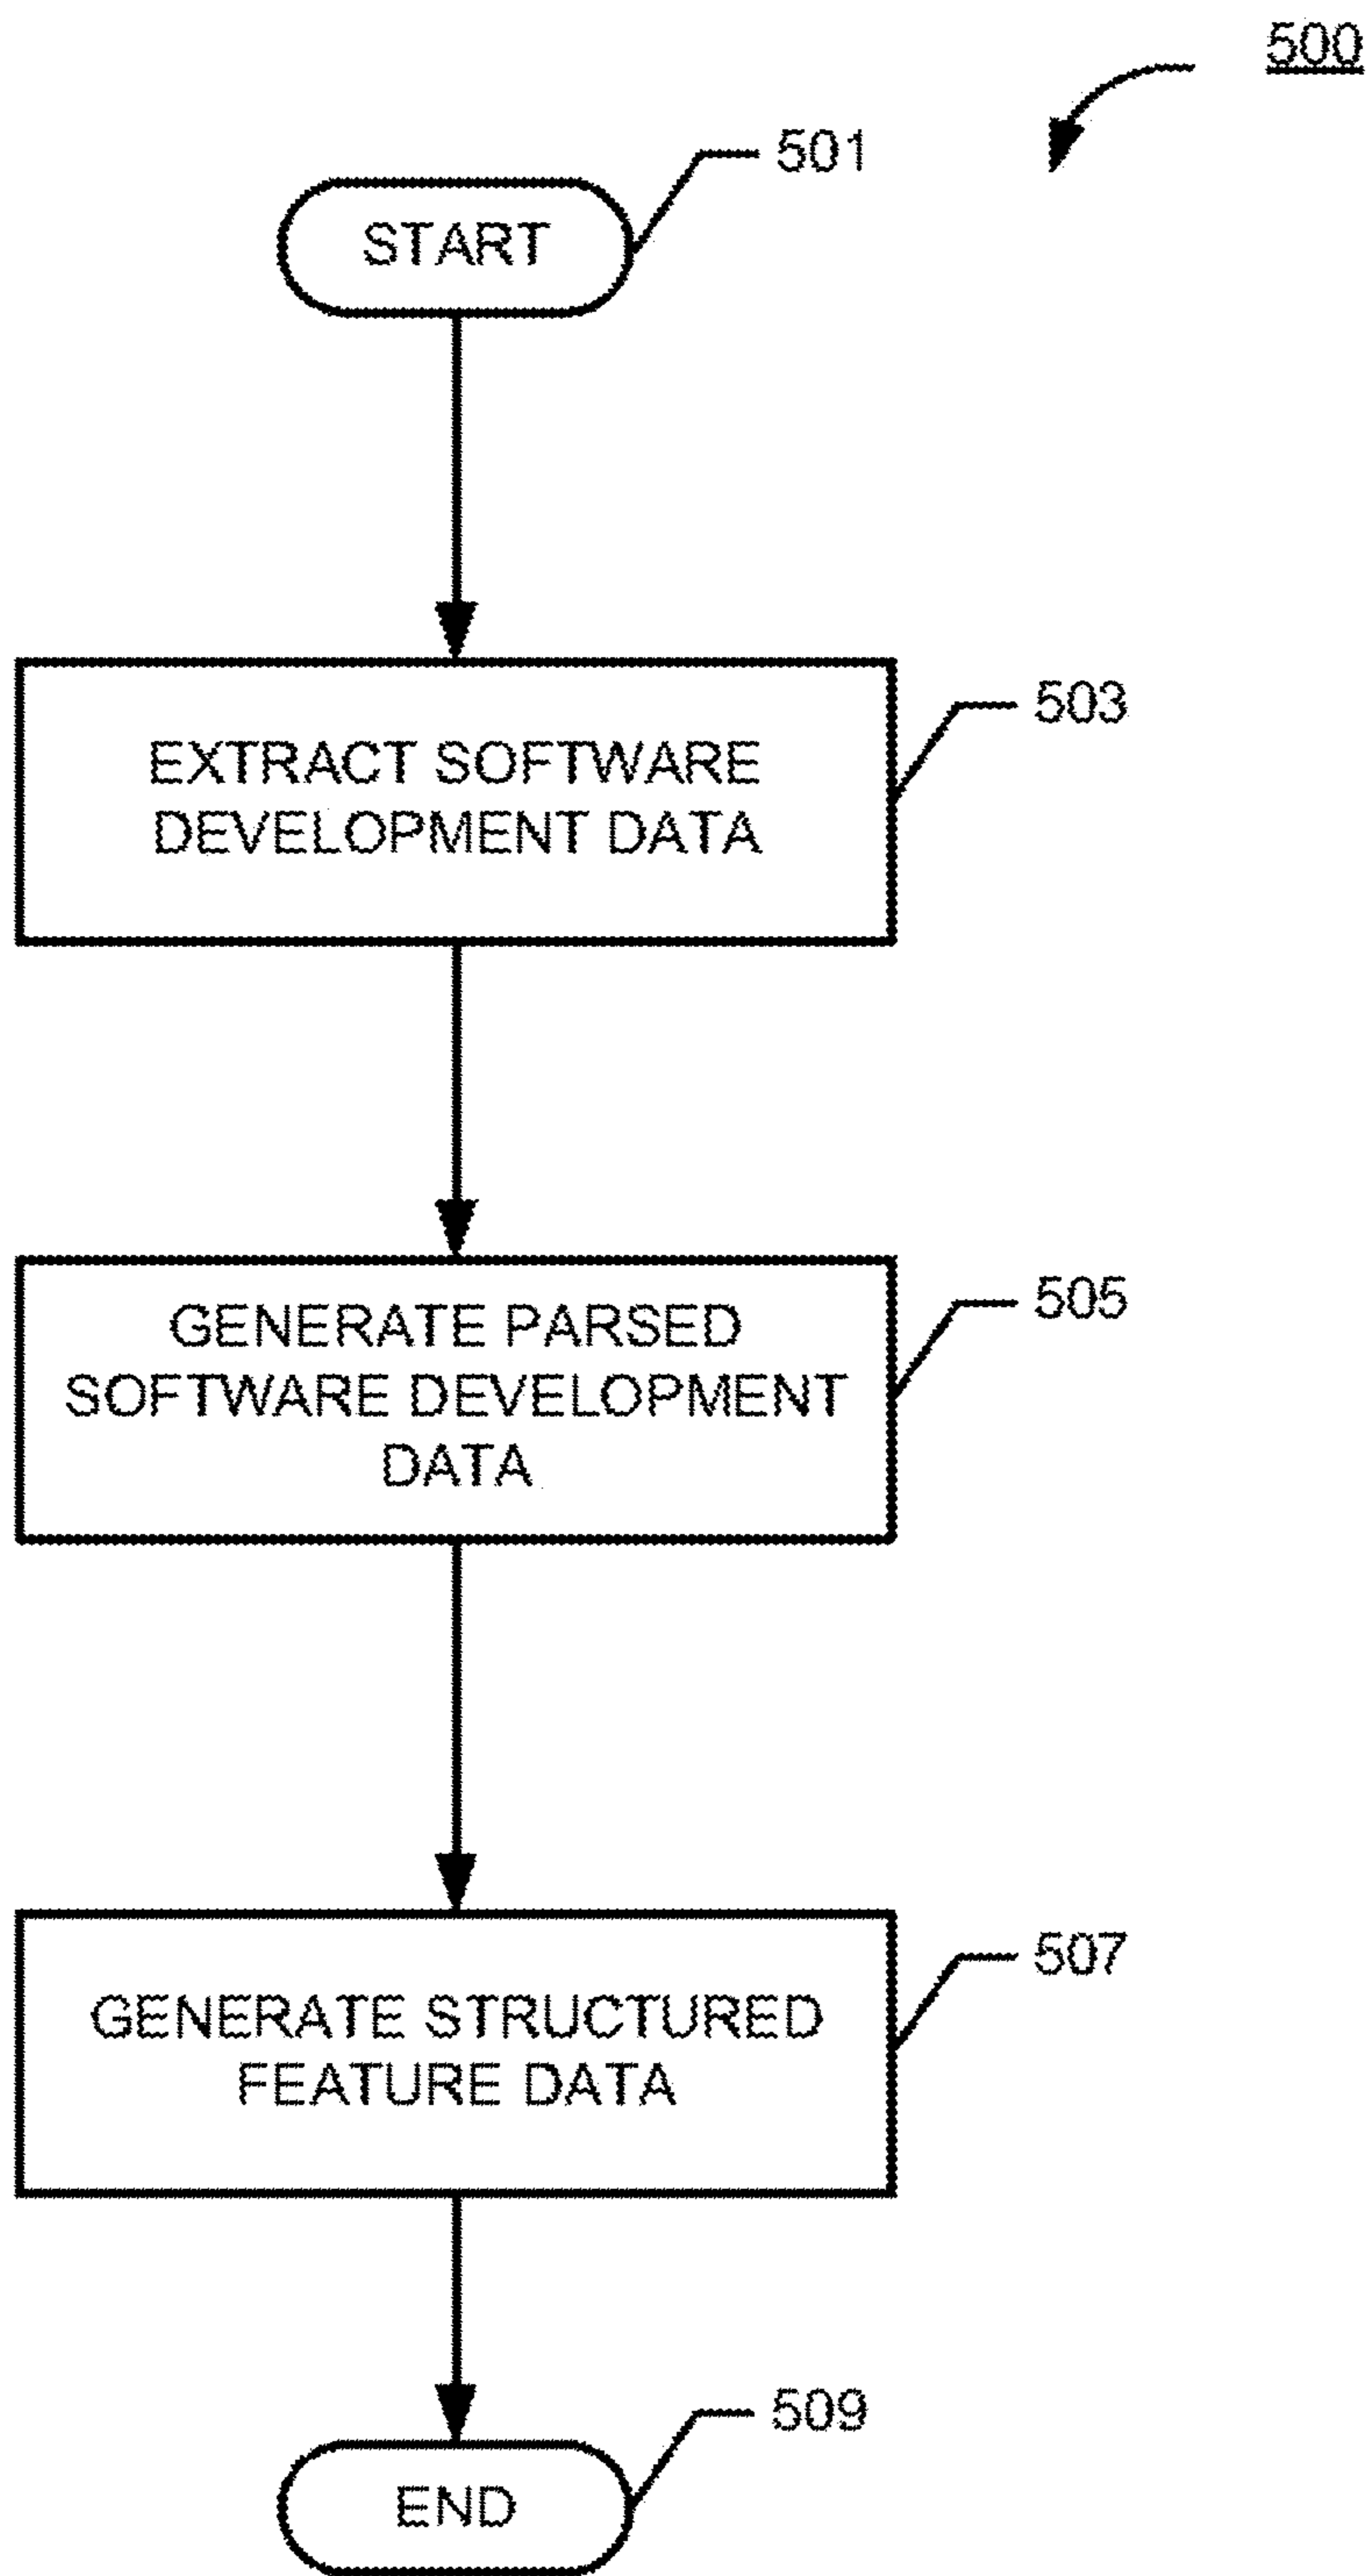 500
501
START
503
EXTRACT SOFTWARE
DEVELOPMENT DATA
505
GENERATE PARSED
SOFTWARE DEVELOPMENT
DATA
507
GENERATE STRUCTURED
FEATURE DATA
509
END